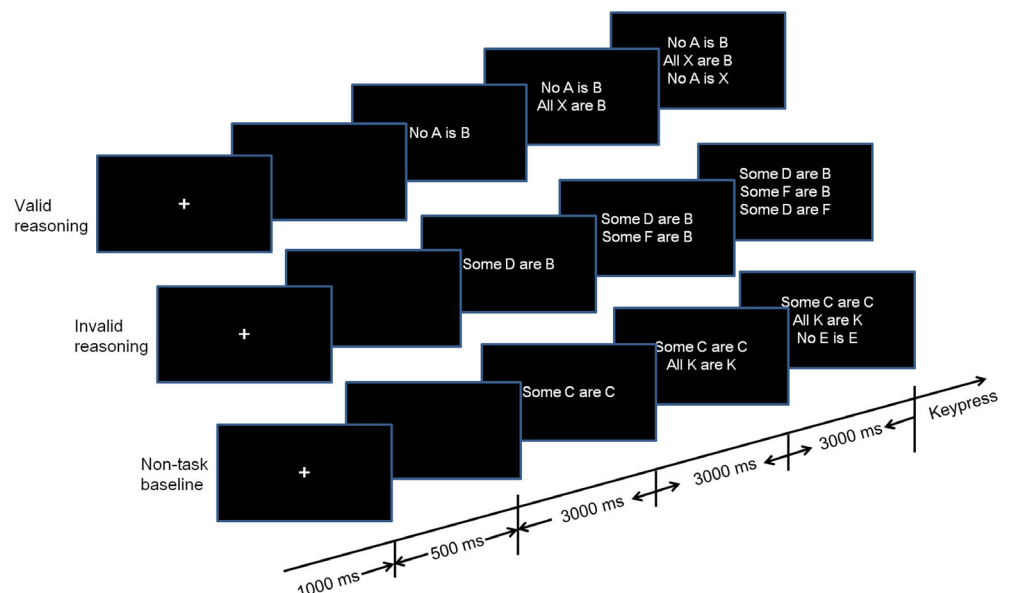 No A is B
All X are B
No A is X
No A is B
All X are B
No A is B
+
Valid
reasoning
Some D are B
Some F are B
Some D are F
Some D are B
Some F are B
Some D are B
+
Invalid
reasoning
Some C are C
All K are K
No E is E
Some C are C
All K are K
Some C are C
+
Non-task
baseline
1000 ms
500 ms
3000 ms
3000 ms
3000 ms
Keypress